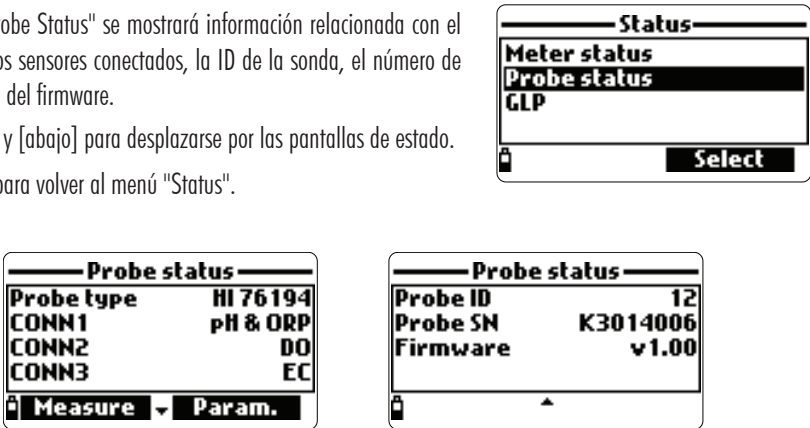 obe Status" se mostrará información relacionada con el
os sensores conectados, la ID de la sonda, el número de
del firmware.
y [abajo] para desplazarse por las pantallas de estado.
para volver al menú "Status".
Status
Meter status
Probe status
GLP
Select
Probe status
Probe type HI 76194
CONN1 pH & ORP
CONN2 DO
CONN3 EC
Measure Param.
Probe status
Probe ID 12
Probe SN K3014006
Firmware v1.00